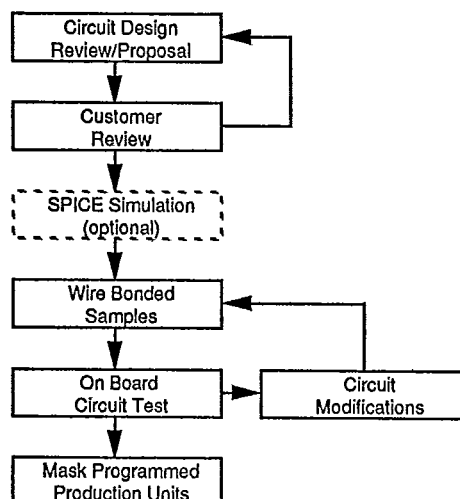 Circuit Design
Review/Proposal
Customer
Review
SPICE Simulation
(optional)
Wire Bonded
Samples
On Board
Circuit Test
Circuit
Modifications
Mask Programmed
Production Units